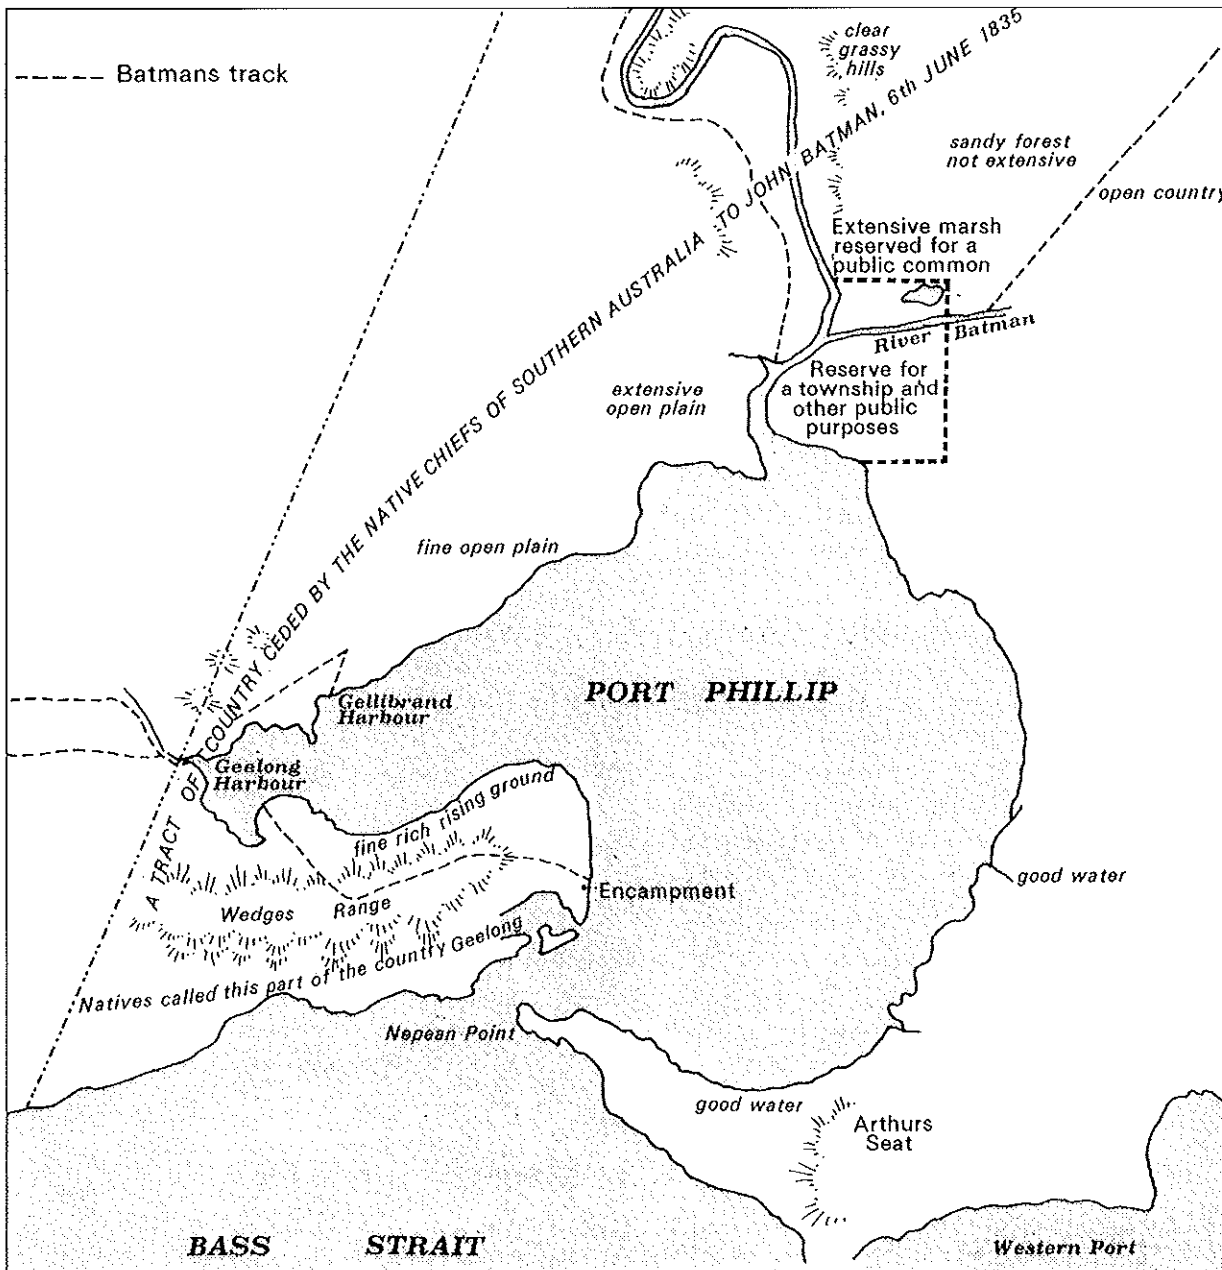 Batmans track
clear
grassy
hills
A TRACT OF COUNTRY CEDED BY THE NATIVE CHIEFS OF SOUTHERN AUSTRALIA TO JOHN BATMAN, 6th JUNE 1835
sandy forest
not extensive
open country
Extensive marsh
reserved for a
public common
River Batman
Reserve for
a township and
other public
purposes
extensive
open plain
fine open plain
PORT PHILLIP
Gellibrand
Harbour
Geelong
Harbour
fine rich rising ground
Encampment
good water
Wedges Range
Natives called this part of the country Geelong
Nepean Point
good water
Arthurs
Seat
BASS STRAIT
Western Port